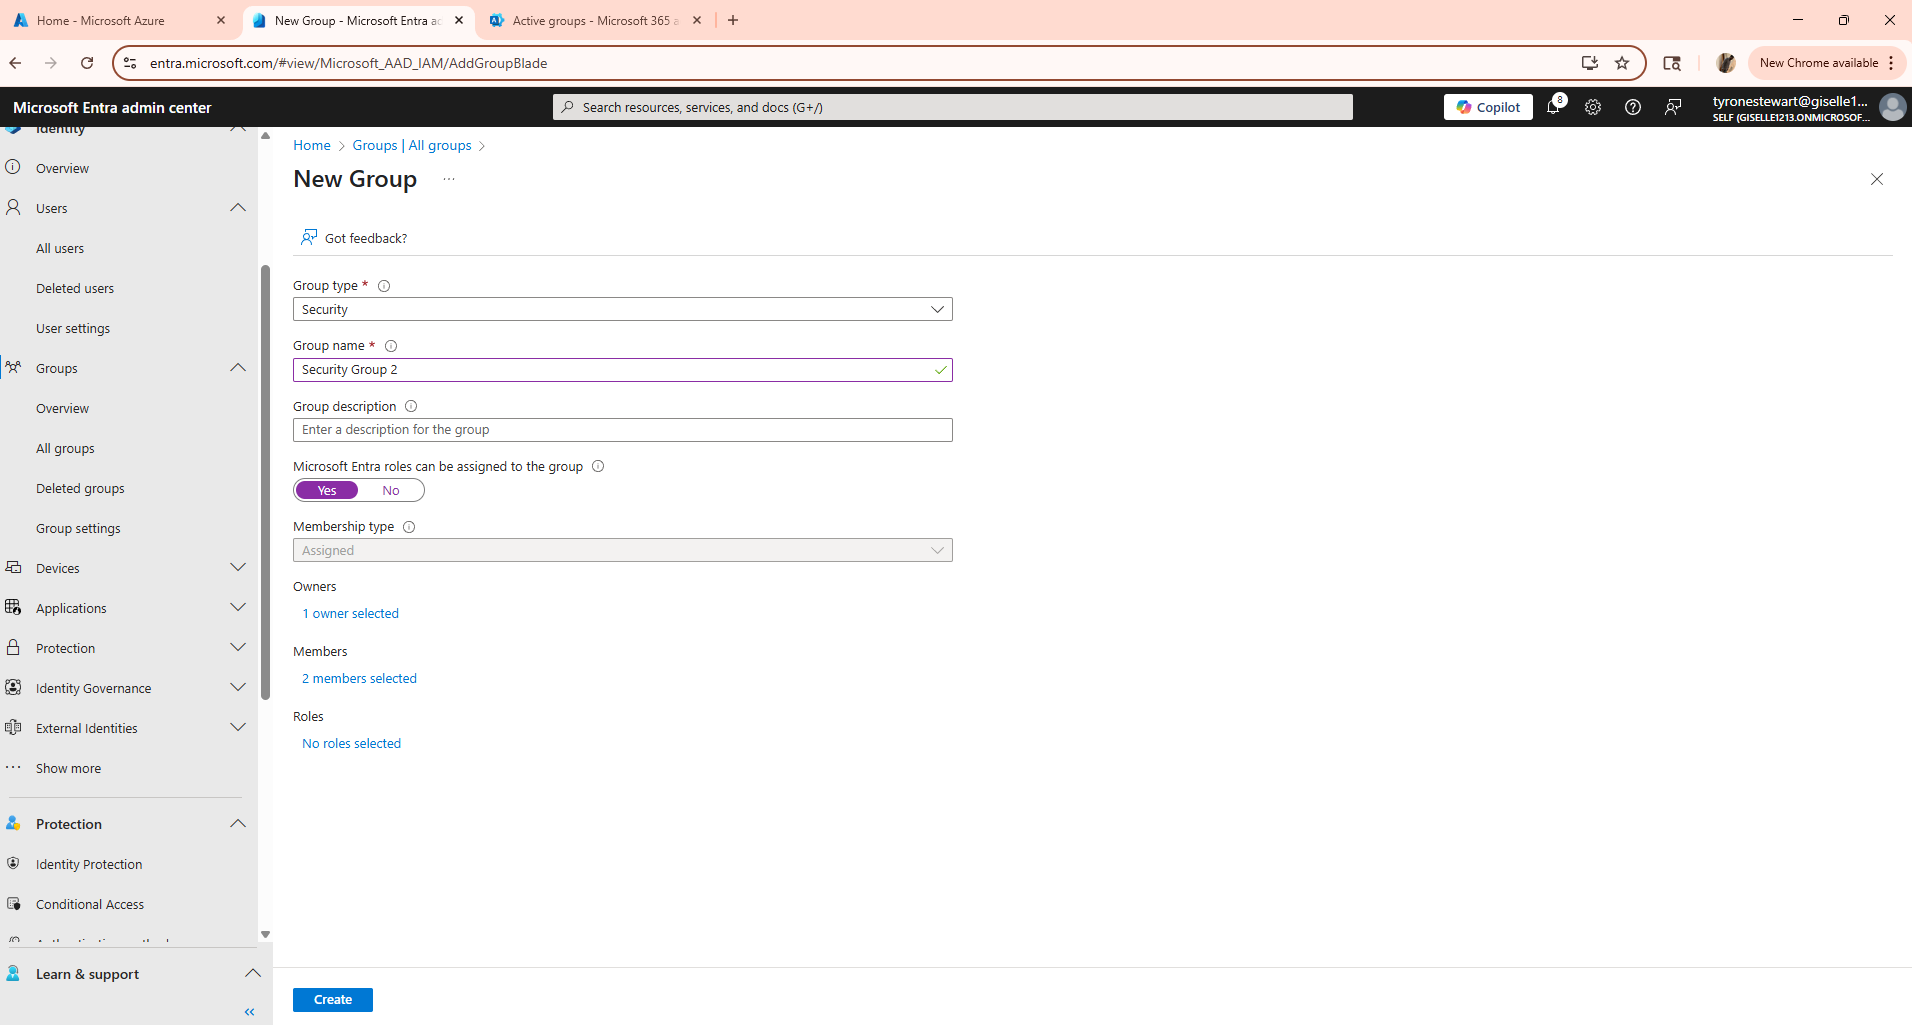 Home - Microsoft Azure
New Group - Microsoft Entra ac
Active groups - Microsoft 365 a
entra.microsoft.com/#view/Microsoft_AAD_IAM/AddGroupBlade
New Chrome available
Microsoft Entra admin center
Search resources, services, and docs (G+/)
Copilot
8
tyronestewart@giselle1...
SELF (GISELLE1213.ONMICROSOF...
Identity
Overview
Users
All users
Deleted users
User settings
Groups
Overview
All groups
Deleted groups
Group settings
Devices
Applications
Protection
Identity Governance
External Identities
Show more
Protection
Identity Protection
Conditional Access
Learn & support
Home > Groups | All groups >
New Group ...
Got feedback?
Group type *
Security
Group name *
Security Group 2
Group description
Enter a description for the group
Microsoft Entra roles can be assigned to the group
Yes No
Membership type
Assigned
Owners
1 owner selected
Members
2 members selected
Roles
No roles selected
Create